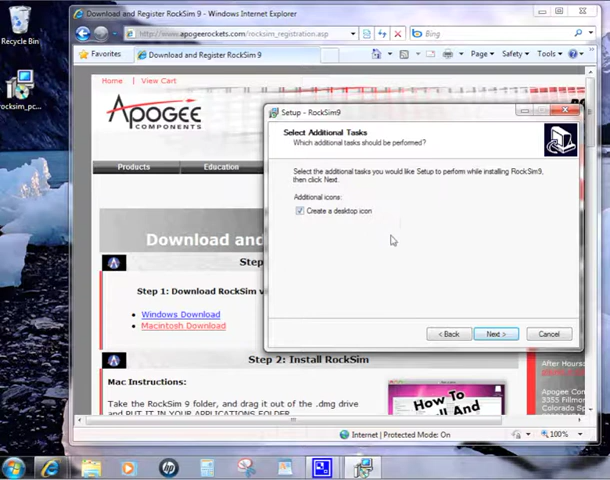 Recycle Bin
rocksim_pc...
Download and Register RockSim 9 - Windows Internet Explorer
http://www.apogeerockets.com/rocksim_registration.asp
Bing
Favorites
Download and Register RockSim 9
Page
Safety
Tools
Home | View Cart
APOGEE
COMPONENTS
Products
Education
Download and
Step
Step 1: Download RockSim v
Windows Download
Macintosh Download
Step 2: Install RockSim
Mac Instructions:
Take the RockSim 9 folder, and drag it out of the .dmg drive
and PUT IT IN YOUR APPLICATIONS FOLDER
How To
all And
After Hours
Apogee Com
3355 Fillmor
Colorado Sp
Setup - RockSim9
Select Additional Tasks
Which additional tasks should be performed?
Select the additional tasks you would like Setup to perform while installing RockSim9,
then click Next.
Additional icons:
Create a desktop icon
< Back
Next >
Cancel
Internet | Protected Mode: On
100%
hp